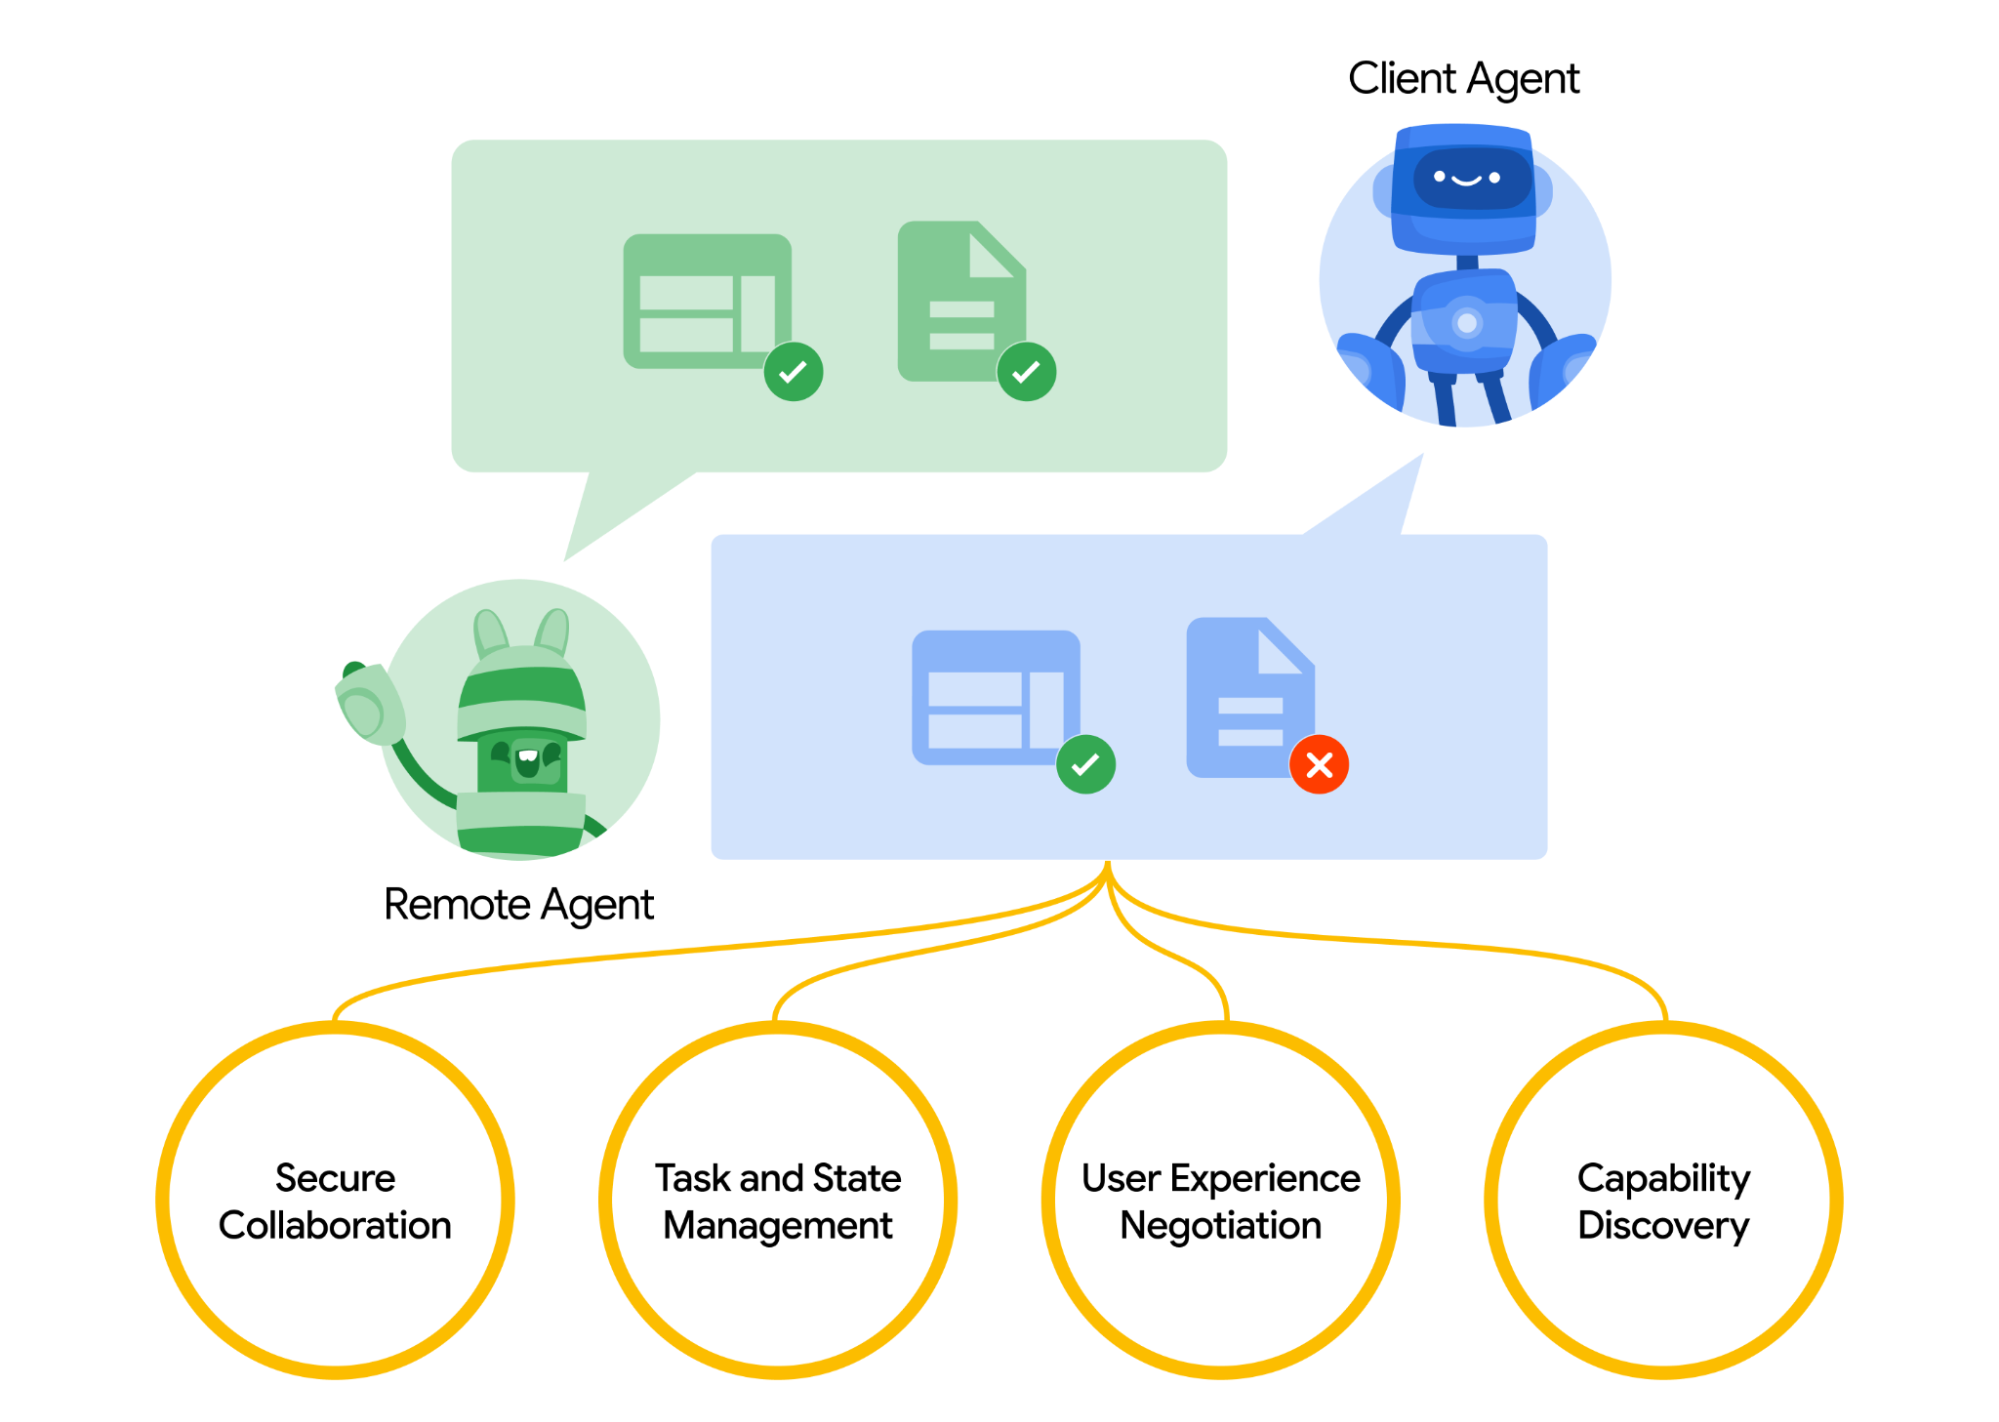 Client Agent
Remote Agent
Secure
Collaboration
Task and State
Management
User Experience
Negotiation
Capability
Discovery